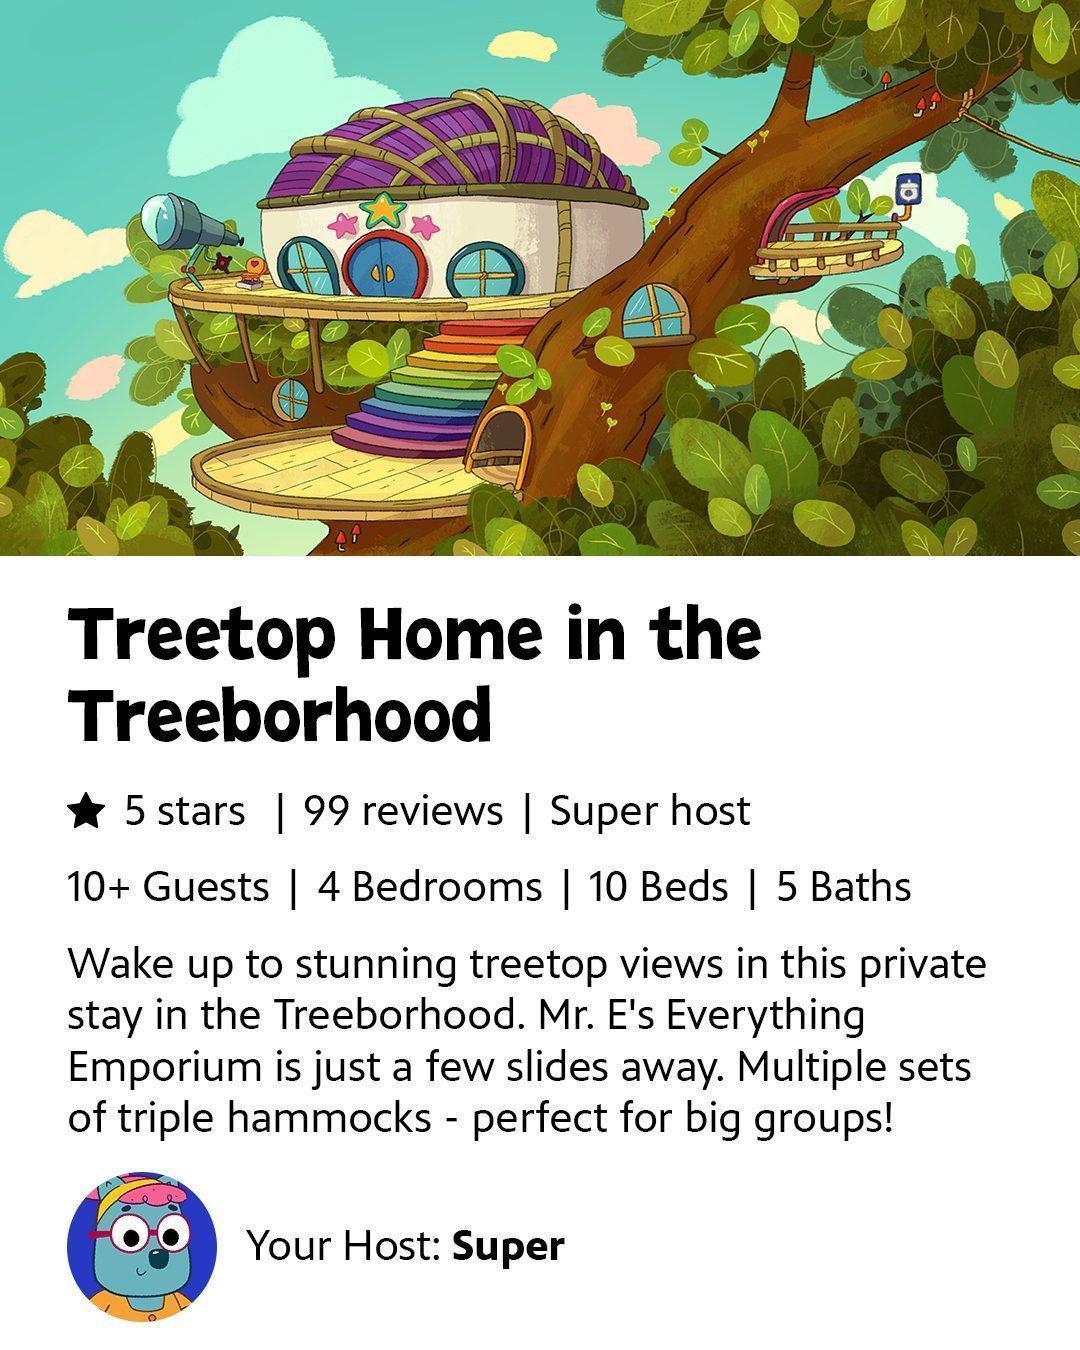 Treetop Home in the
Treeborhood
★ 5 stars | 99 reviews | Super host
10+ Guests | 4 Bedrooms | 10 Beds | 5 Baths
Wake up to stunning treetop views in this private
stay in the Treeborhood. Mr. E's Everything
Emporium is just a few slides away. Multiple sets
of triple hammocks - perfect for big groups!
Your Host: Super